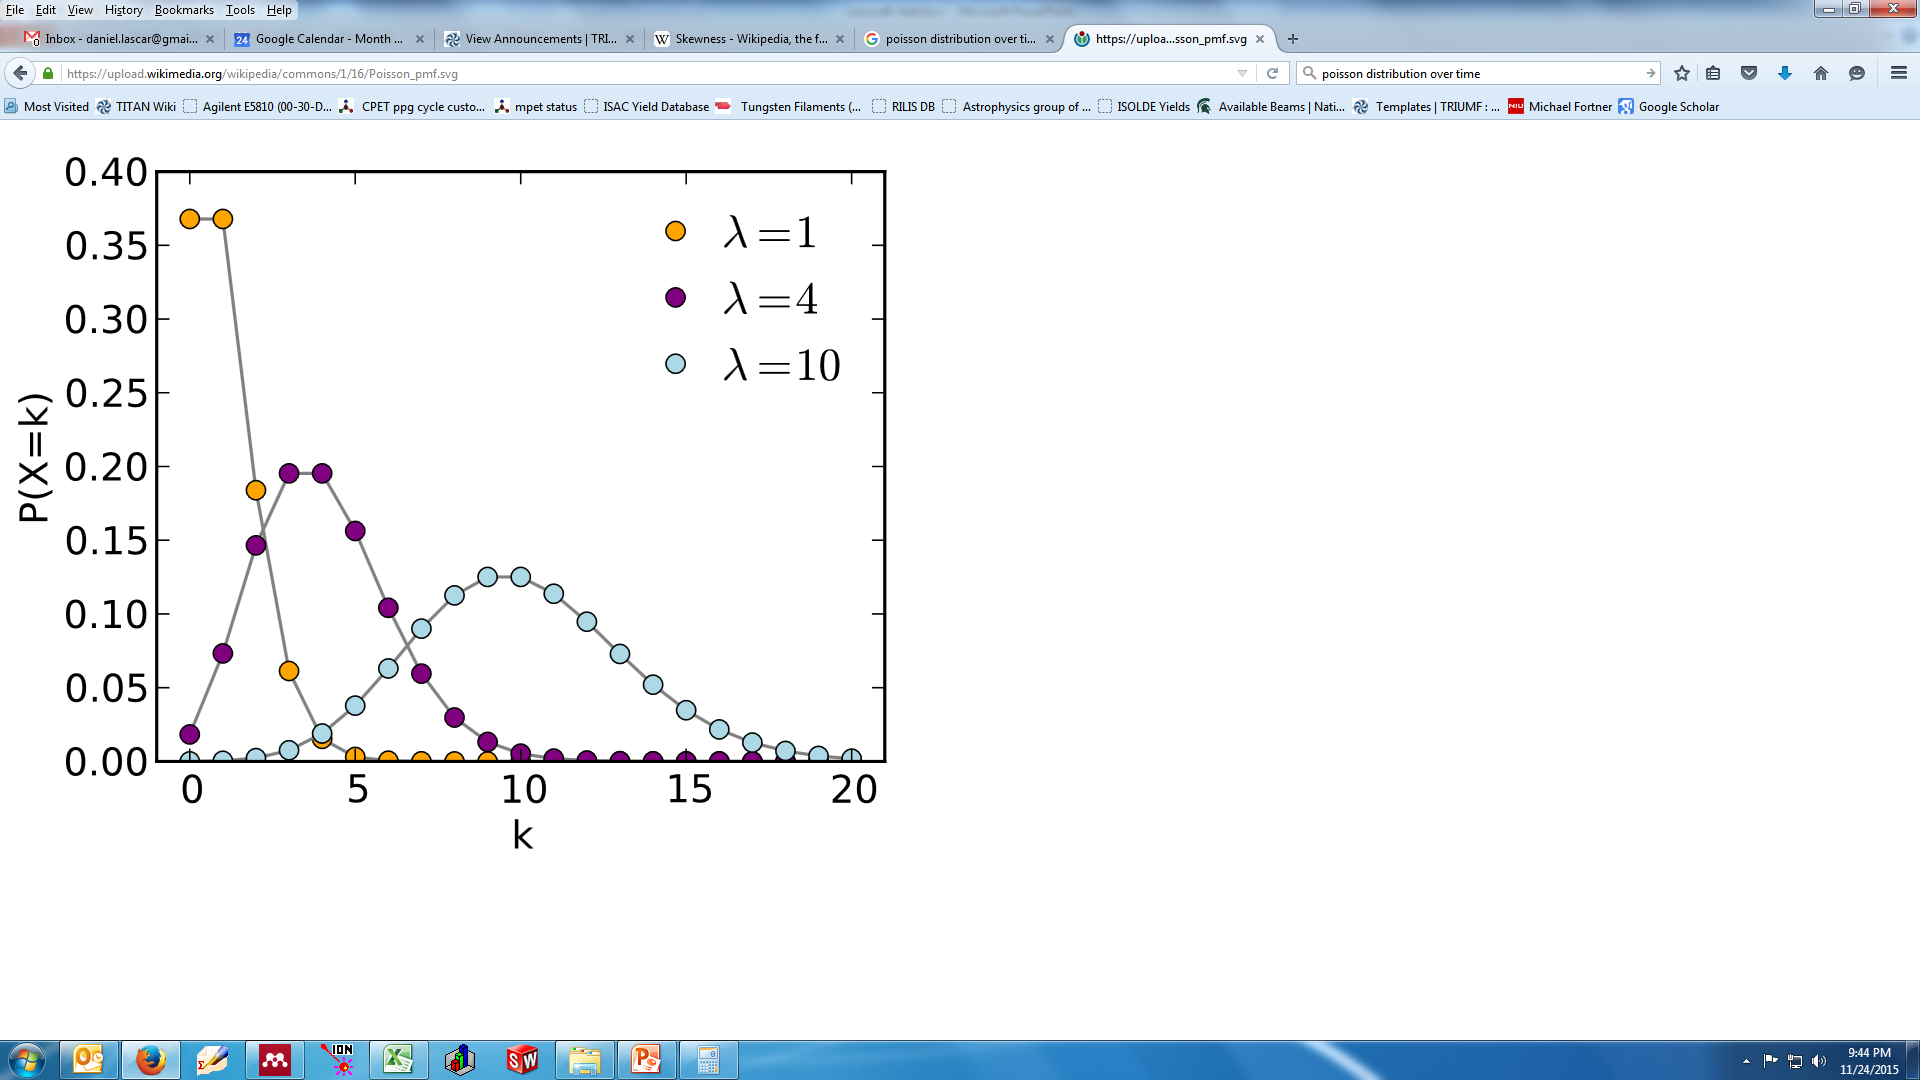 File Edit View History Bookmarks Tools Help
Inbox - daniel.lascar@gmai... Google Calendar - Month ... View Announcements | TRI... Skewness - Wikipedia, the f... poisson distribution over ti... https://uploa...sson_pmf.svg
https://upload.wikimedia.org/wikipedia/commons/1/16/Poisson_pmf.svg poisson distribution over time
Most Visited TITAN Wiki Agilent E5810 (00-30-D... CPET ppg cycle custo... mpet status ISAC Yield Database Tungsten Filaments (... RILIS DB Astrophysics group of ... ISOLDE Yields Available Beams | Nati... Templates | TRIUMF : ... NIU Michael Fortner Google Scholar
0.40
0.35
0.30
0.25
0.20
0.15
0.10
0.05
0.00
P(X=k)
λ=1
λ=4
λ=10
0 5 10 15 20
k
ION
SW
9:44 PM
11/24/2015